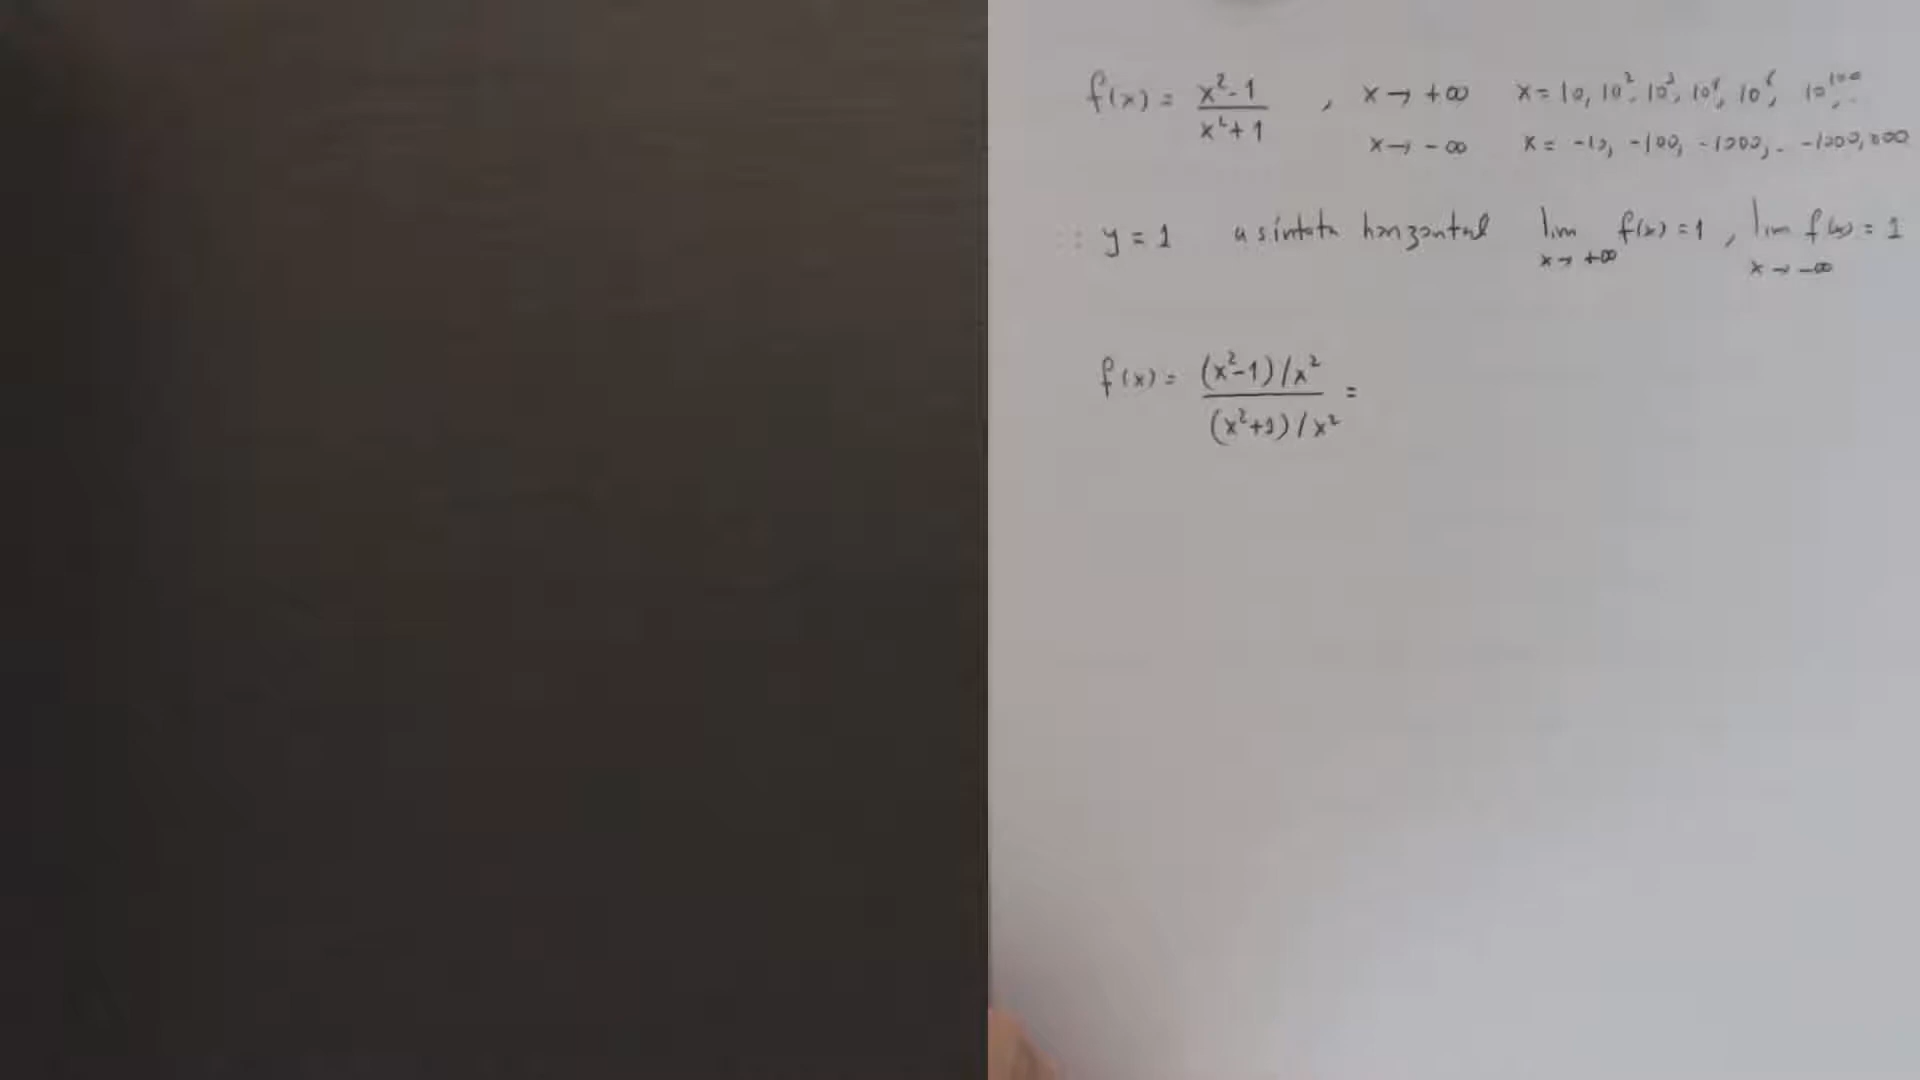 f(x) = (x²-1)/(x²+1) , x → +∞ x = 10, 10², 10³, 10⁴, 10⁶, 10¹⁰⁰, ..
x → -∞ x = -10, -100, -1000, .. -1000,000
∴ y = 1 asíntota horizontal lim x → +∞ f(x) = 1 , lim x → -∞ f(x) = 1
f(x) = ((x²-1)/x²)/((x²+1)/x²) =